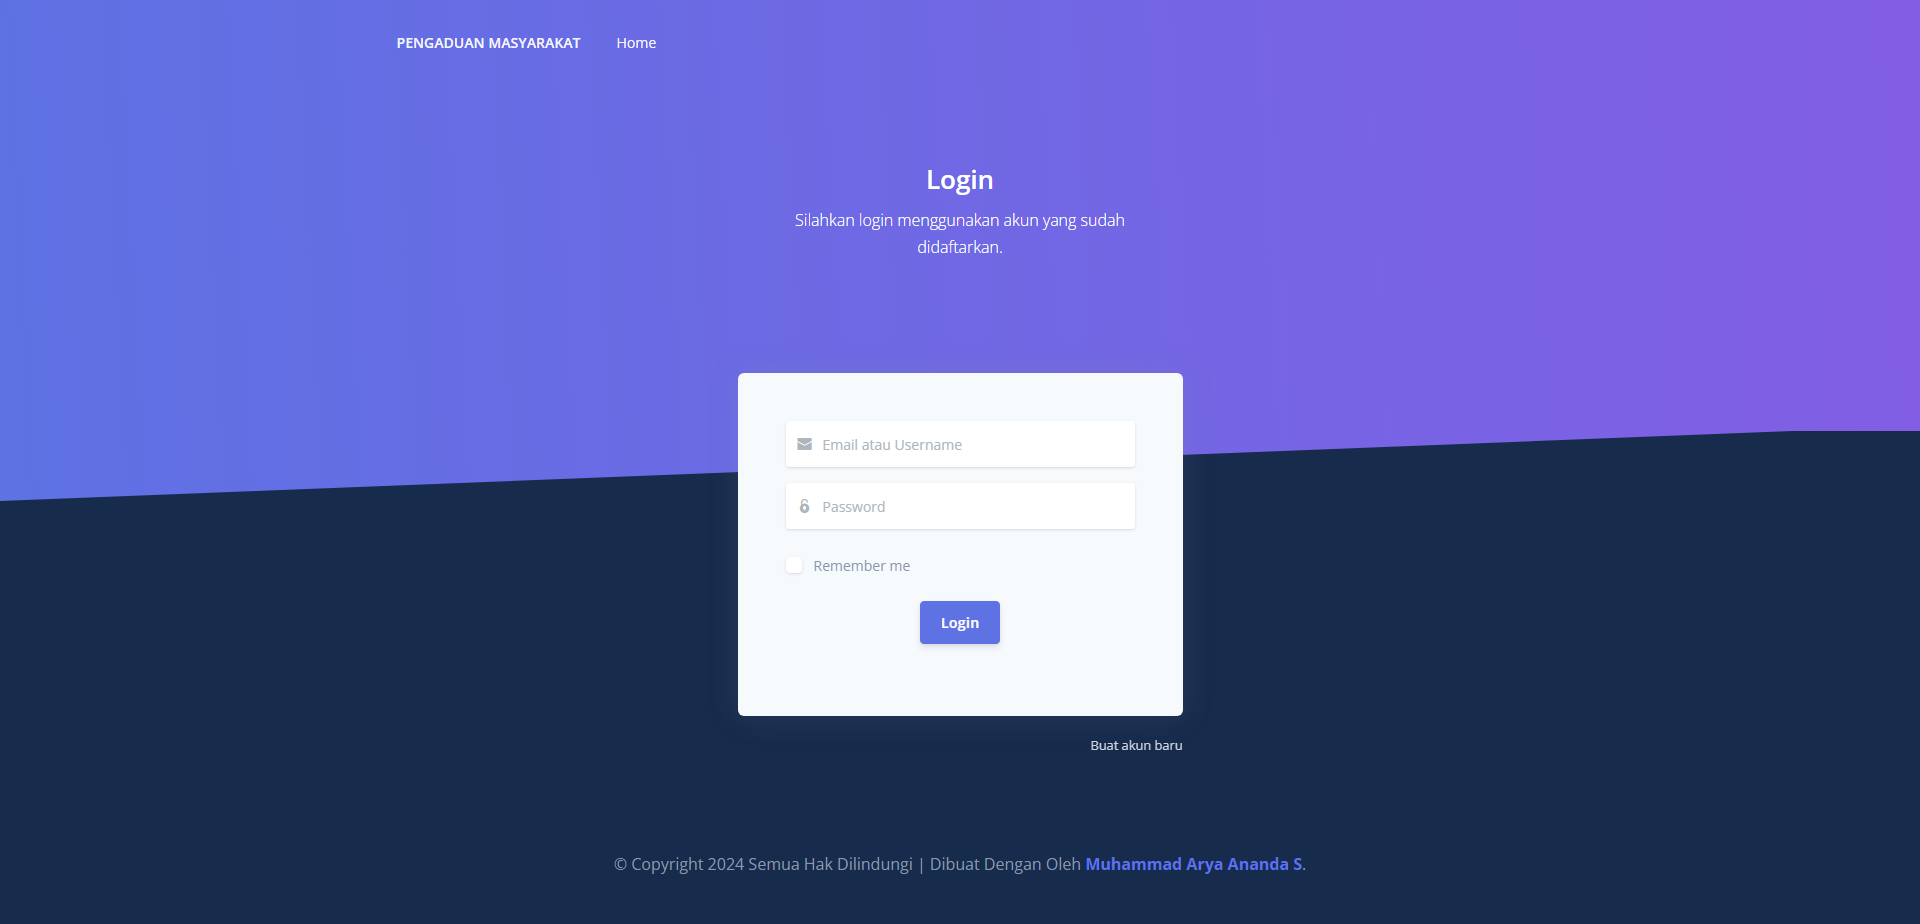 PENGADUAN MASYARAKAT Home
Login
Silahkan login menggunakan akun yang sudah
didaftarkan.
Email atau Username
Password
Remember me
Login
Buat akun baru
© Copyright 2024 Semua Hak Dilindungi | Dibuat Dengan Oleh Muhammad Arya Ananda S.